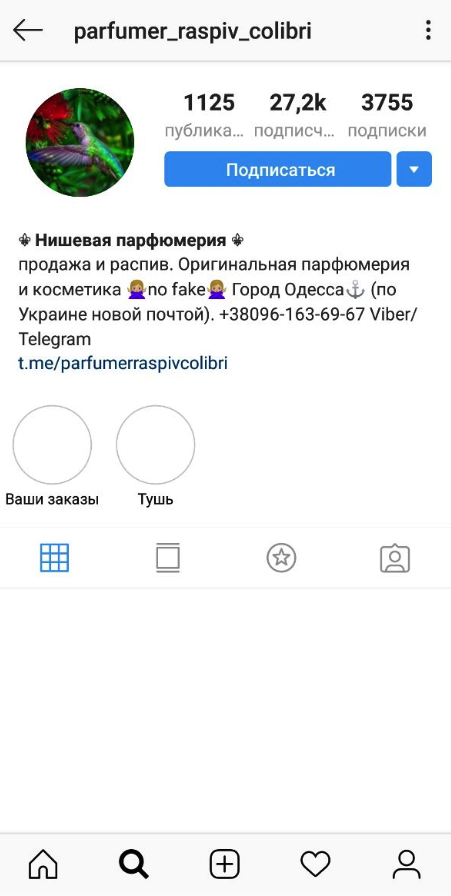 parfumer_raspiv_colibri
1125 27,2k 3755
публика... подписч... подписки
Подписаться
⚜ Нишевая парфюмерия ⚜
продажа и распив. Оригинальная парфюмерия
и косметика 🙅🏼‍♀️no fake🙅🏼‍♀️ Город Одесса⚓ (по
Украине новой почтой). +38096-163-69-67 Viber/
Telegram
t.me/parfumerraspivcolibri
Ваши заказы Тушь